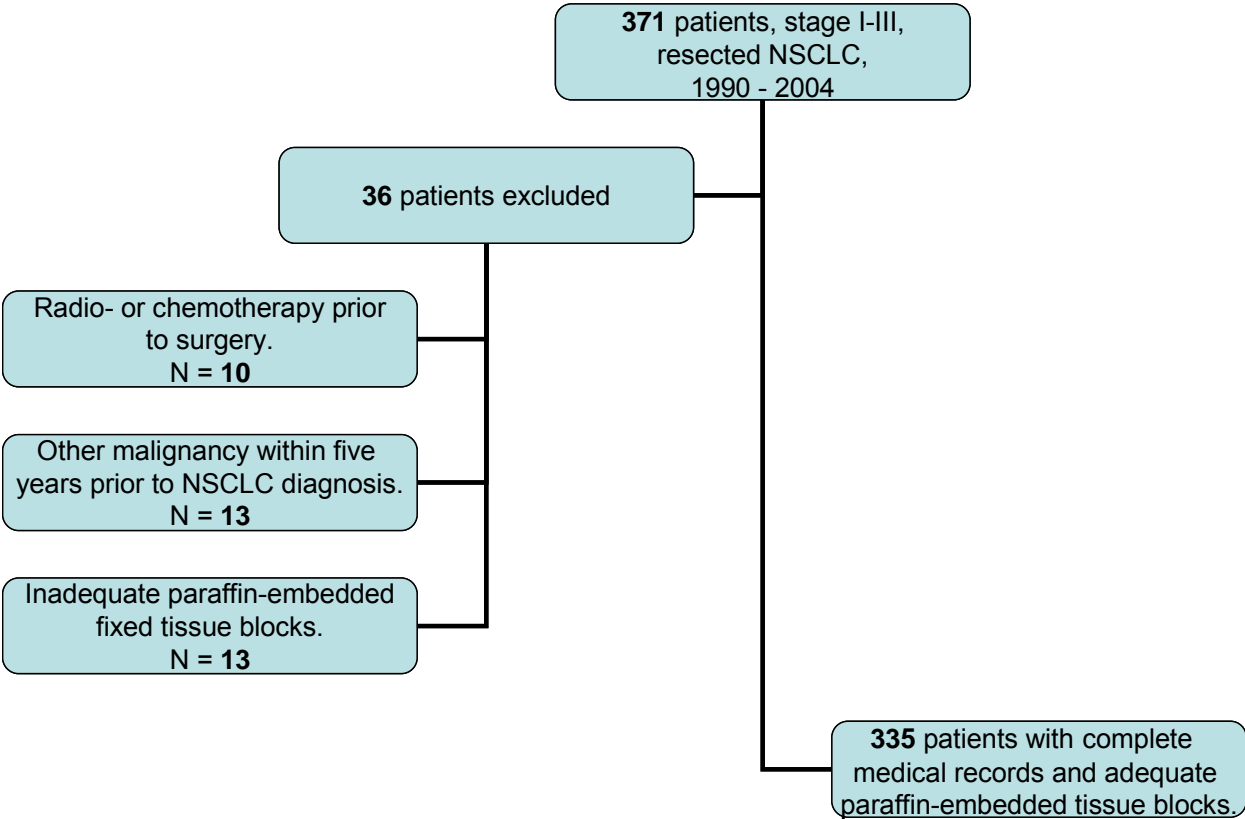 371 patients, stage I-III,
resected NSCLC,
1990 - 2004
36 patients excluded
Radio- or chemotherapy prior
to surgery.
N = 10
Other malignancy within five
years prior to NSCLC diagnosis.
N = 13
Inadequate paraffin-embedded
fixed tissue blocks.
N = 13
335 patients with complete
medical records and adequate
paraffin-embedded tissue blocks.